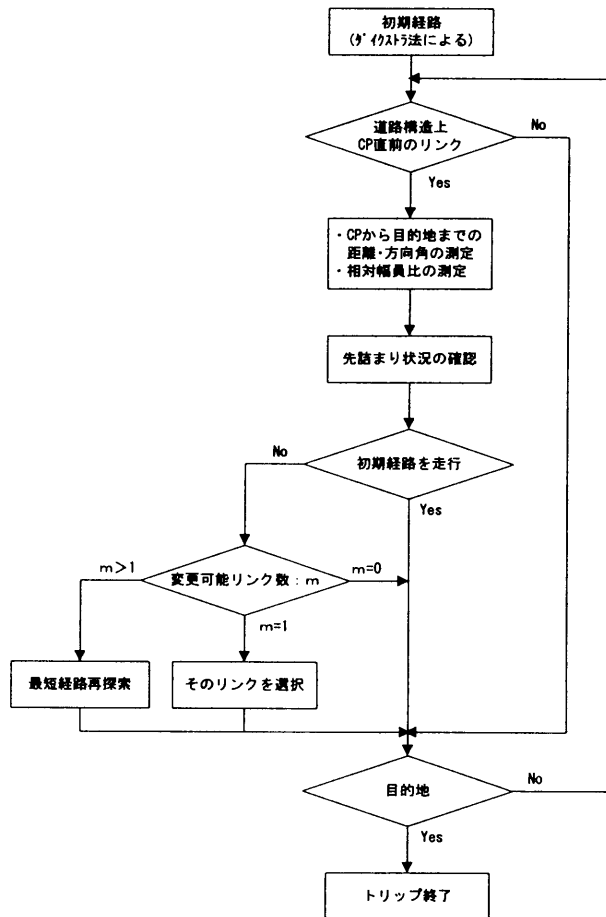 初期経路
(ﾀﾞｲｸｽﾄﾗ法による)
道路構造上
CP直前のリンク
No
Yes
・CPから目的地までの
距離・方向角の測定
・相対幅員比の測定
先詰まり状況の確認
初期経路を走行
No
Yes
変更可能リンク数：m
m＞1
m=0
m=1
最短経路再探索
そのリンクを選択
目的地
No
Yes
トリップ終了